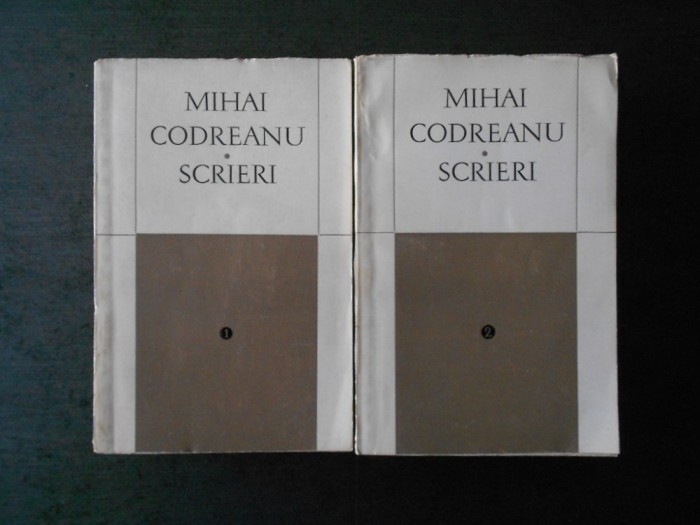 MIHAI
CODREANU
•
SCRIERI
1
MIHAI
CODREANU
•
SCRIERI
2